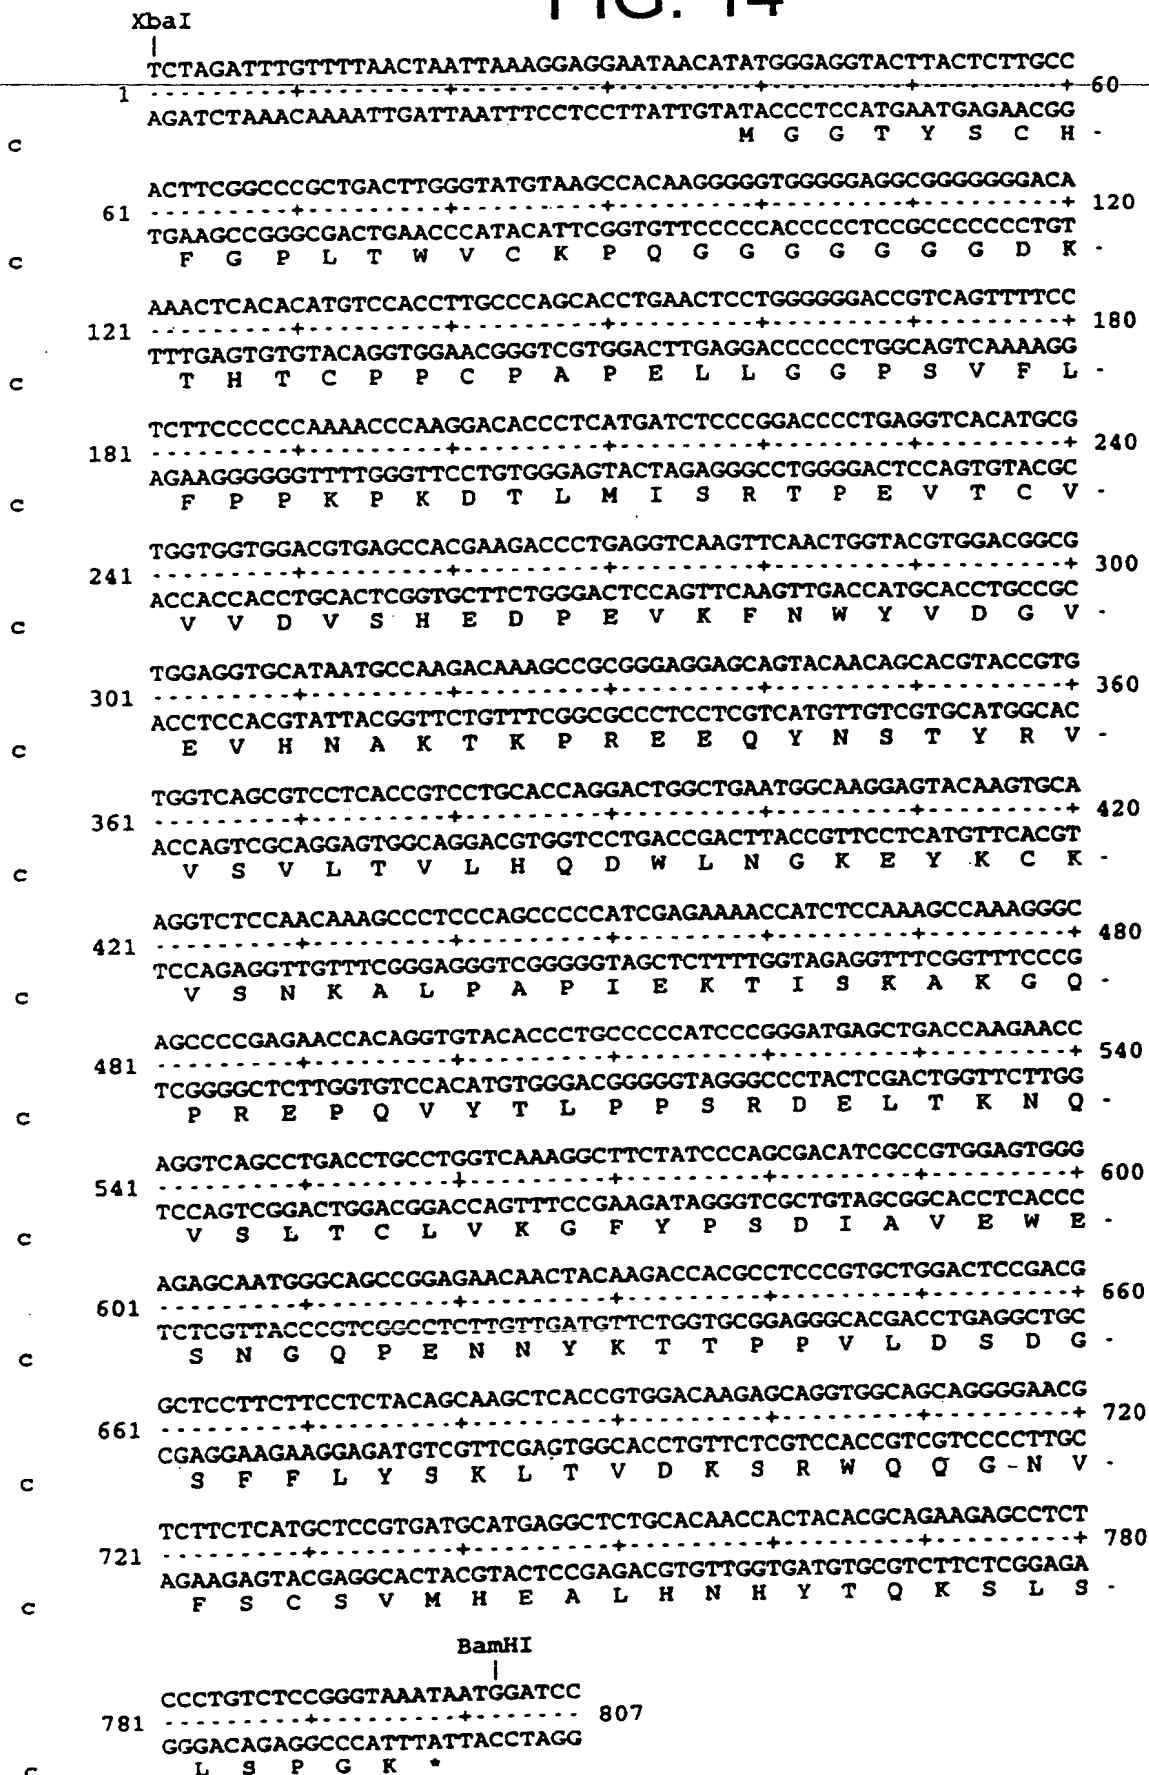 FIG. 14
XbaI
|
TCTAGATTTGTTTTAACTAATTAAAGGAGGAATAACATATGGGAGGTACTTACTCTTGCC
1 ---------+---------+---------+---------+---------+---------+ 60
AGATCTAAACAAAATTGATTAATTTCCTCCTTATTGTATACCCTCCATGAATGAGAACGG
c M G G T Y S C H -
ACTTCGGCCCGCTGACTTGGGTATGTAAGCCACAAGGGGGTGGGGGAGGCGGGGGGGACA
61 ---------+---------+---------+---------+---------+---------+ 120
TGAAGCCGGGCGACTGAACCCATACATTCGGTGTTCCCCCACCCCCTCCGCCCCCCCTGT
c F G P L T W V C K P Q G G G G G G D K -
AAACTCACACATGTCCACCTTGCCCAGCACCTGAACTCCTGGGGGGACCGTCAGTTTTCC
121 ---------+---------+---------+---------+---------+---------+ 180
TTTGAGTGTGTACAGGTGGAACGGGTCGTGGACTTGAGGACCCCCCTGGCAGTCAAAAGG
c T H T C P P C P A P E L L G G P S V F L -
TCTTCCCCCCAAAACCCAAGGACACCCTCATGATCTCCCGGACCCCTGAGGTCACATGCG
181 ---------+---------+---------+---------+---------+---------+ 240
AGAAGGGGGGTTTTGGGTTCCTGTGGGAGTACTAGAGGGCCTGGGGACTCCAGTGTACGC
c F P P K P K D T L M I S R T P E V T C V -
TGGTGGTGGACGTGAGCCACGAAGACCCTGAGGTCAAGTTCAACTGGTACGTGGACGGCG
241 ---------+---------+---------+---------+---------+---------+ 300
ACCACCACCTGCACTCGGTGCTTCTGGGACTCCAGTTCAAGTTGACCATGCACCTGCCGC
c V V D V S H E D P E V K F N W Y V D G V -
TGGAGGTGCATAATGCCAAGACAAAGCCGCGGGAGGAGCAGTACAACAGCACGTACCGTG
301 ---------+---------+---------+---------+---------+---------+ 360
ACCTCCACGTATTACGGTTCTGTTTCGGCGCCCTCCTCGTCATGTTGTCGTGCATGGCAC
c E V H N A K T K P R E E Q Y N S T Y R V -
TGGTCAGCGTCCTCACCGTCCTGCACCAGGACTGGCTGAATGGCAAGGAGTACAAGTGCA
361 ---------+---------+---------+---------+---------+---------+ 420
ACCAGTCGCAGGAGTGGCAGGACGTGGTCCTGACCGACTTACCGTTCCTCATGTTCACGT
c V S V L T V L H Q D W L N G K E Y K C K -
AGGTCTCCAACAAAGCCCTCCCAGCCCCCATCGAGAAAACCATCTCCAAAGCCAAAGGGC
421 ---------+---------+---------+---------+---------+---------+ 480
TCCAGAGGTTGTTTCGGGAGGGTCGGGGGTAGCTCTTTTGGTAGAGGTTTCGGTTTCCCG
c V S N K A L P A P I E K T I S K A K G Q -
AGCCCCGAGAACCACAGGTGTACACCCTGCCCCCATCCCGGGATGAGCTGACCAAGAACC
481 ---------+---------+---------+---------+---------+---------+ 540
TCGGGGCTCTTGGTGTCCACATGTGGGACGGGGGTAGGGCCCTACTCGACTGGTTCTTGG
c P R E P Q V Y T L P P S R D E L T K N Q -
AGGTCAGCCTGACCTGCCTGGTCAAAGGCTTCTATCCCAGCGACATCGCCGTGGAGTGGG
541 ---------+---------+---------+---------+---------+---------+ 600
TCCAGTCGGACTGGACGGACCAGTTTCCGAAGATAGGGTCGCTGTAGCGGCACCTCACCC
c V S L T C L V K G F Y P S D I A V E W E -
AGAGCAATGGGCAGCCGGAGAACAACTACAAGACCACGCCTCCCGTGCTGGACTCCGACG
601 ---------+---------+---------+---------+---------+---------+ 660
TCTCGTTACCCGTCGGCCTCTTGTTGATGTTCTGGTGCGGAGGGCACGACCTGAGGCTGC
c S N G Q P E N N Y K T T P P V L D S D G -
GCTCCTTCTTCCTCTACAGCAAGCTCACCGTGGACAAGAGCAGGTGGCAGCAGGGGAACG
661 ---------+---------+---------+---------+---------+---------+ 720
CGAGGAAGAAGGAGATGTCGTTCGAGTGGCACCTGTTCTCGTCCACCGTCGTCCCCTTGC
c S F F L Y S K L T V D K S R W Q Q G N V -
TCTTCTCATGCTCCGTGATGCATGAGGCTCTGCACAACCACTACACGCAGAAGAGCCTCT
721 ---------+---------+---------+---------+---------+---------+ 780
AGAAGAGTACGAGGCACTACGTACTCCGAGACGTGTTGGTGATGTGCGTCTTCTCGGAGA
c F S C S V M H E A L H N H Y T Q K S L S -
BamHI
|
CCCTGTCTCCGGGTAAATAATGGATCC
781 ---------+---------+------- 807
GGGACAGAGGCCCATTTATTACCTAGG
c L S P G K *